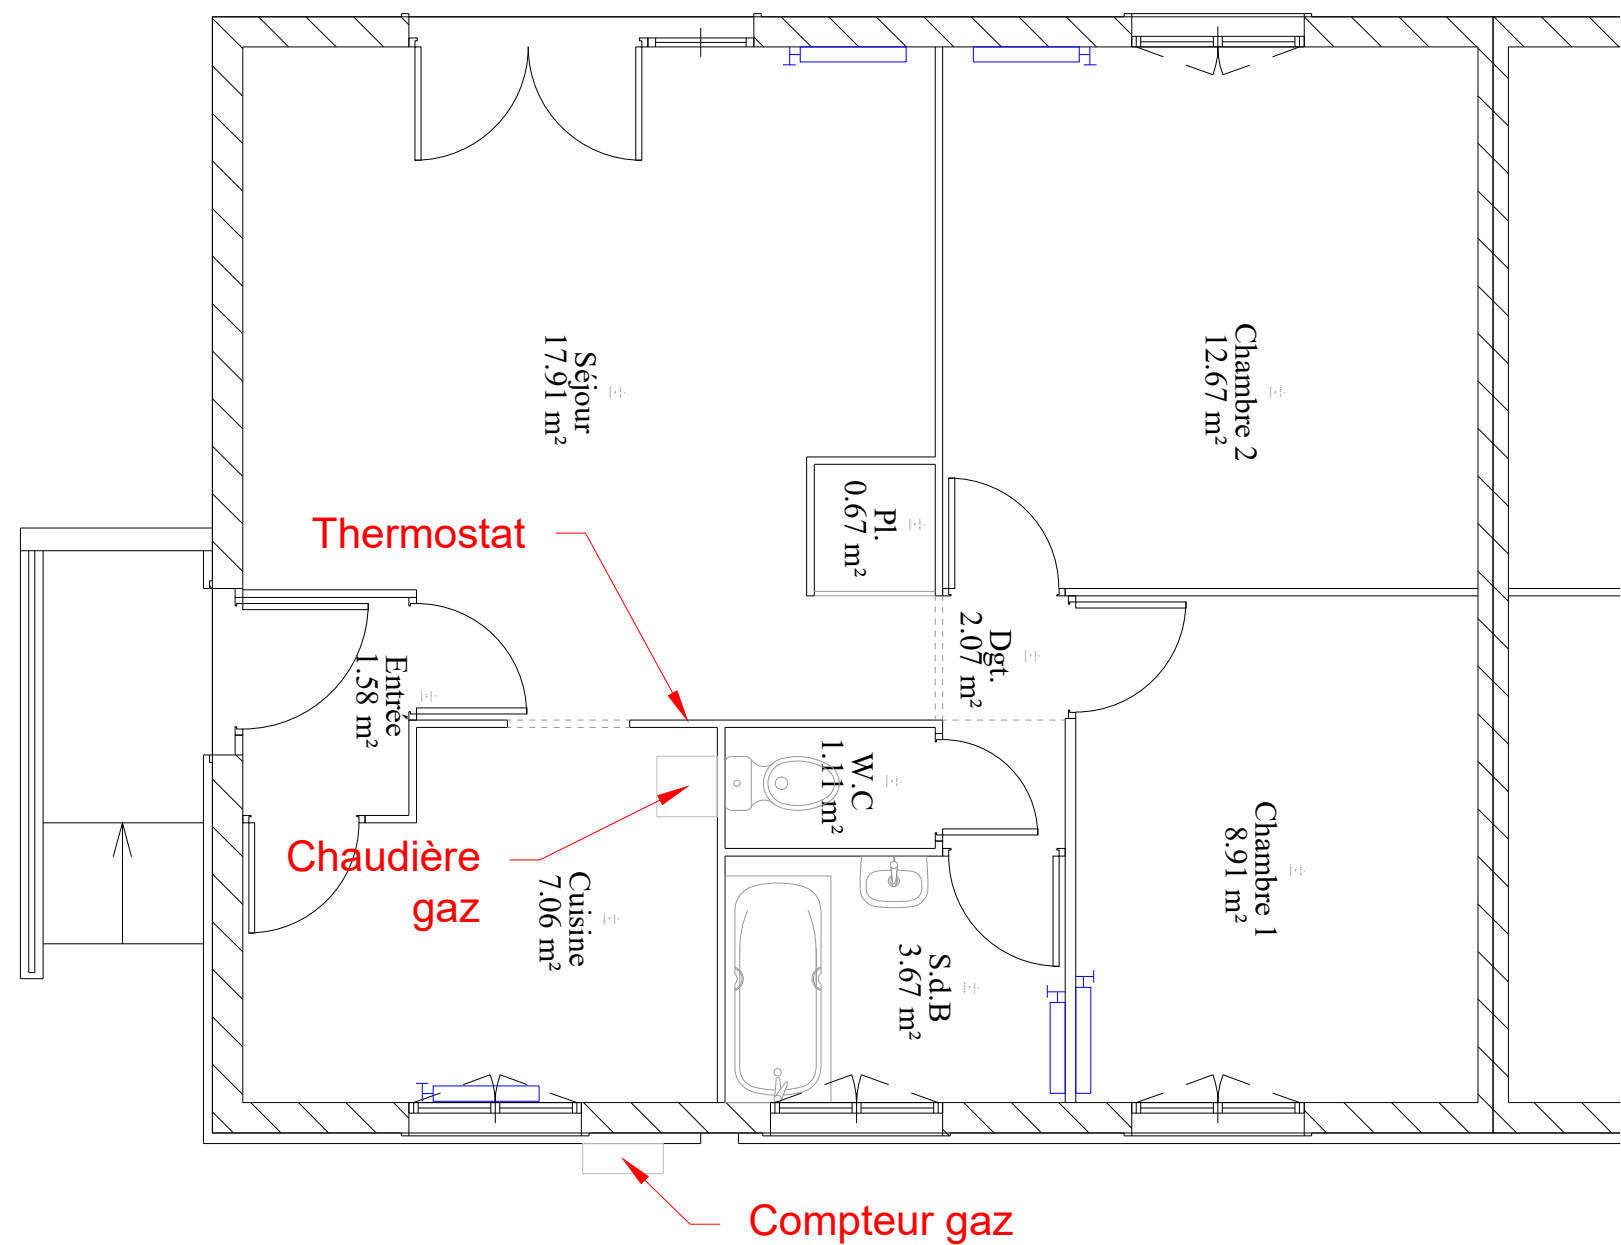 Chambre 2
12.67 m²
Séjour
17.91 m²
Pl.
0.67 m²
Thermostat
Dgt.
2.07 m²
Entrée
1.58 m²
W.C
1.11 m²
Chaudière
gaz
Cuisine
7.06 m²
Chambre 1
8.91 m²
S.d.B
3.67 m²
Compteur gaz